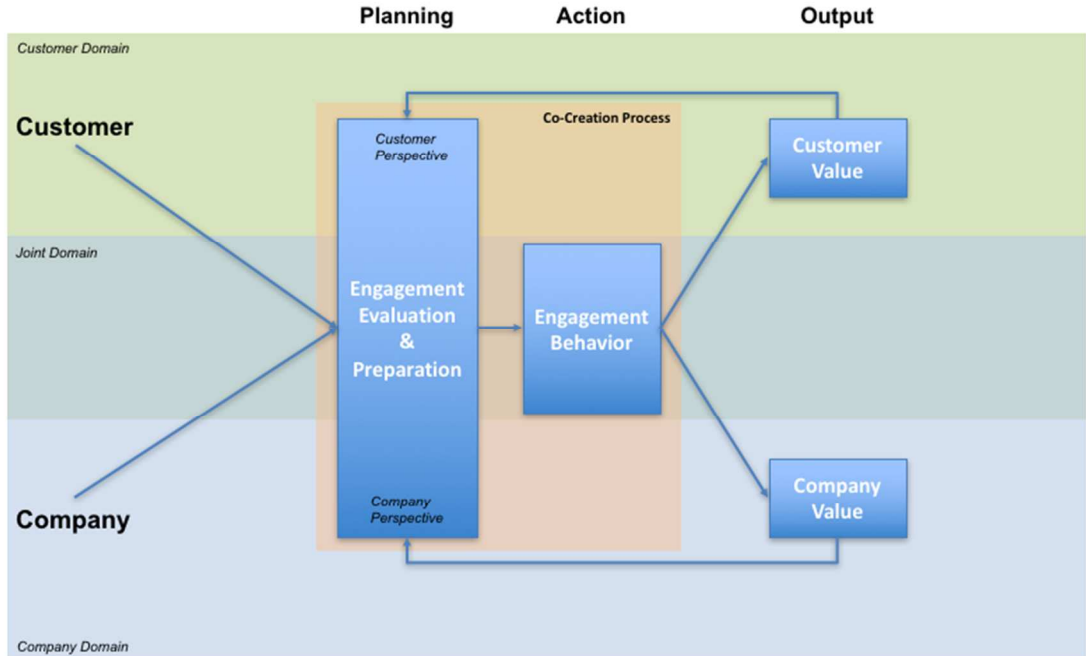 Planning
Action
Output
Customer Domain
Customer
Co-Creation Process
Customer
Perspective
Customer
Value
Joint Domain
Engagement
Evaluation
&
Preparation
Engagement
Behavior
Company
Value
Company
Perspective
Company
Company Domain